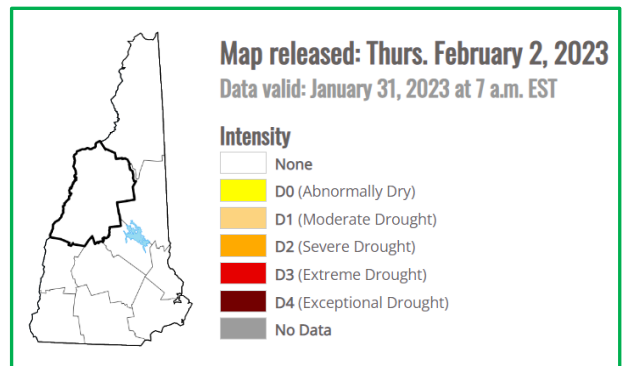 Map released: Thurs. February 2, 2023
Data valid: January 31, 2023 at 7 a.m. EST
Intensity
None
D0 (Abnormally Dry)
D1 (Moderate Drought)
D2 (Severe Drought)
D3 (Extreme Drought)
D4 (Exceptional Drought)
No Data